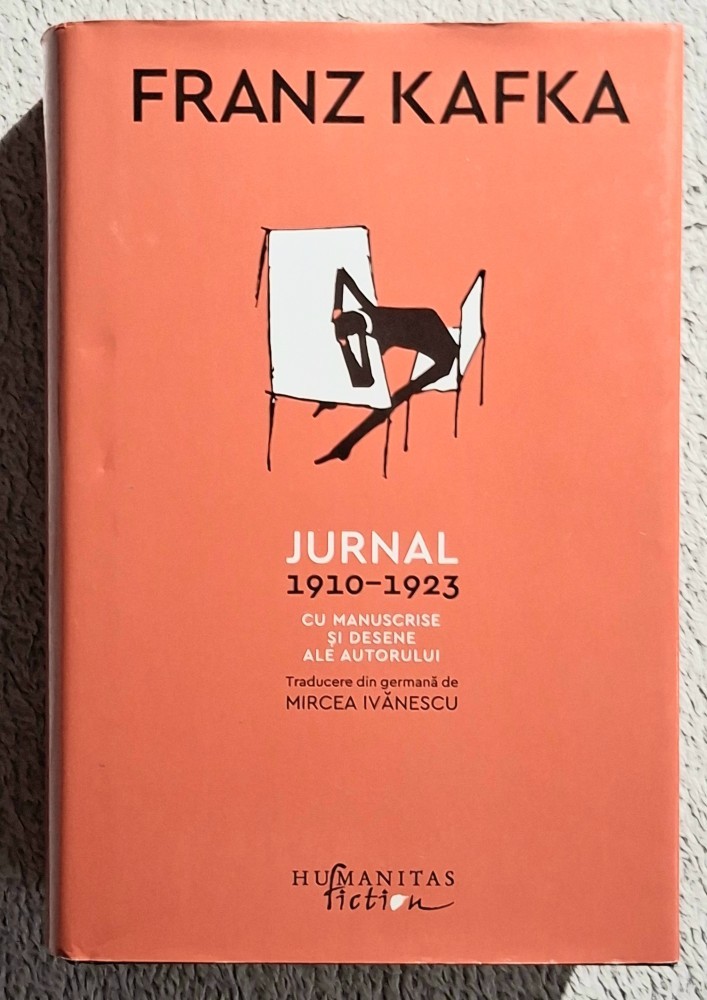 FRANZ KAFKA
JURNAL
1910–1923
CU MANUSCRISE
ȘI DESENE
ALE AUTORULUI
Traducere din germană de
MIRCEA IVĂNESCU
HUMANITAS
fiction